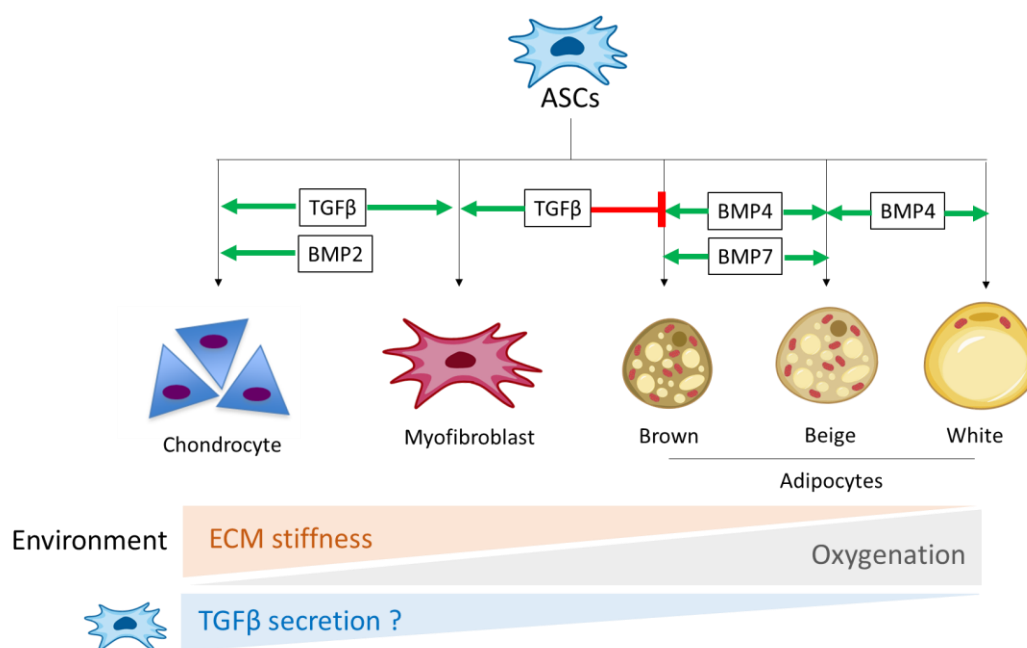 ASCs
TGFβ
TGFβ
BMP4
BMP4
BMP2
BMP7
Chondrocyte
Myofibroblast
Brown
Beige
White
Adipocytes
Environment
ECM stiffness
Oxygenation
TGFβ secretion ?